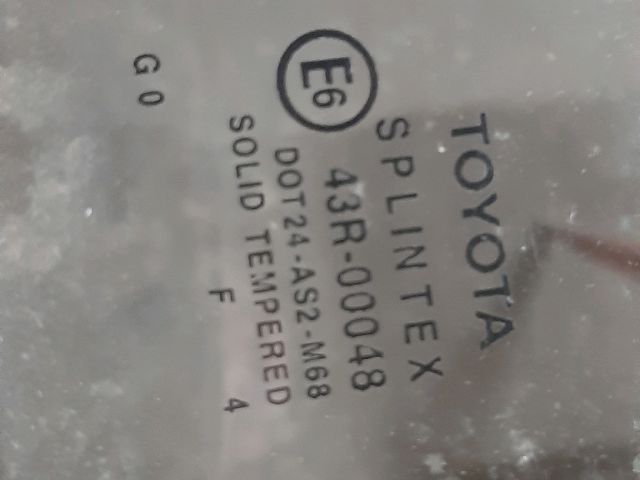 TOYOTA
SPLINTEX
E6 43R-00048
DOT24-AS2-M68
SOLID TEMPERED
F 4
G 0